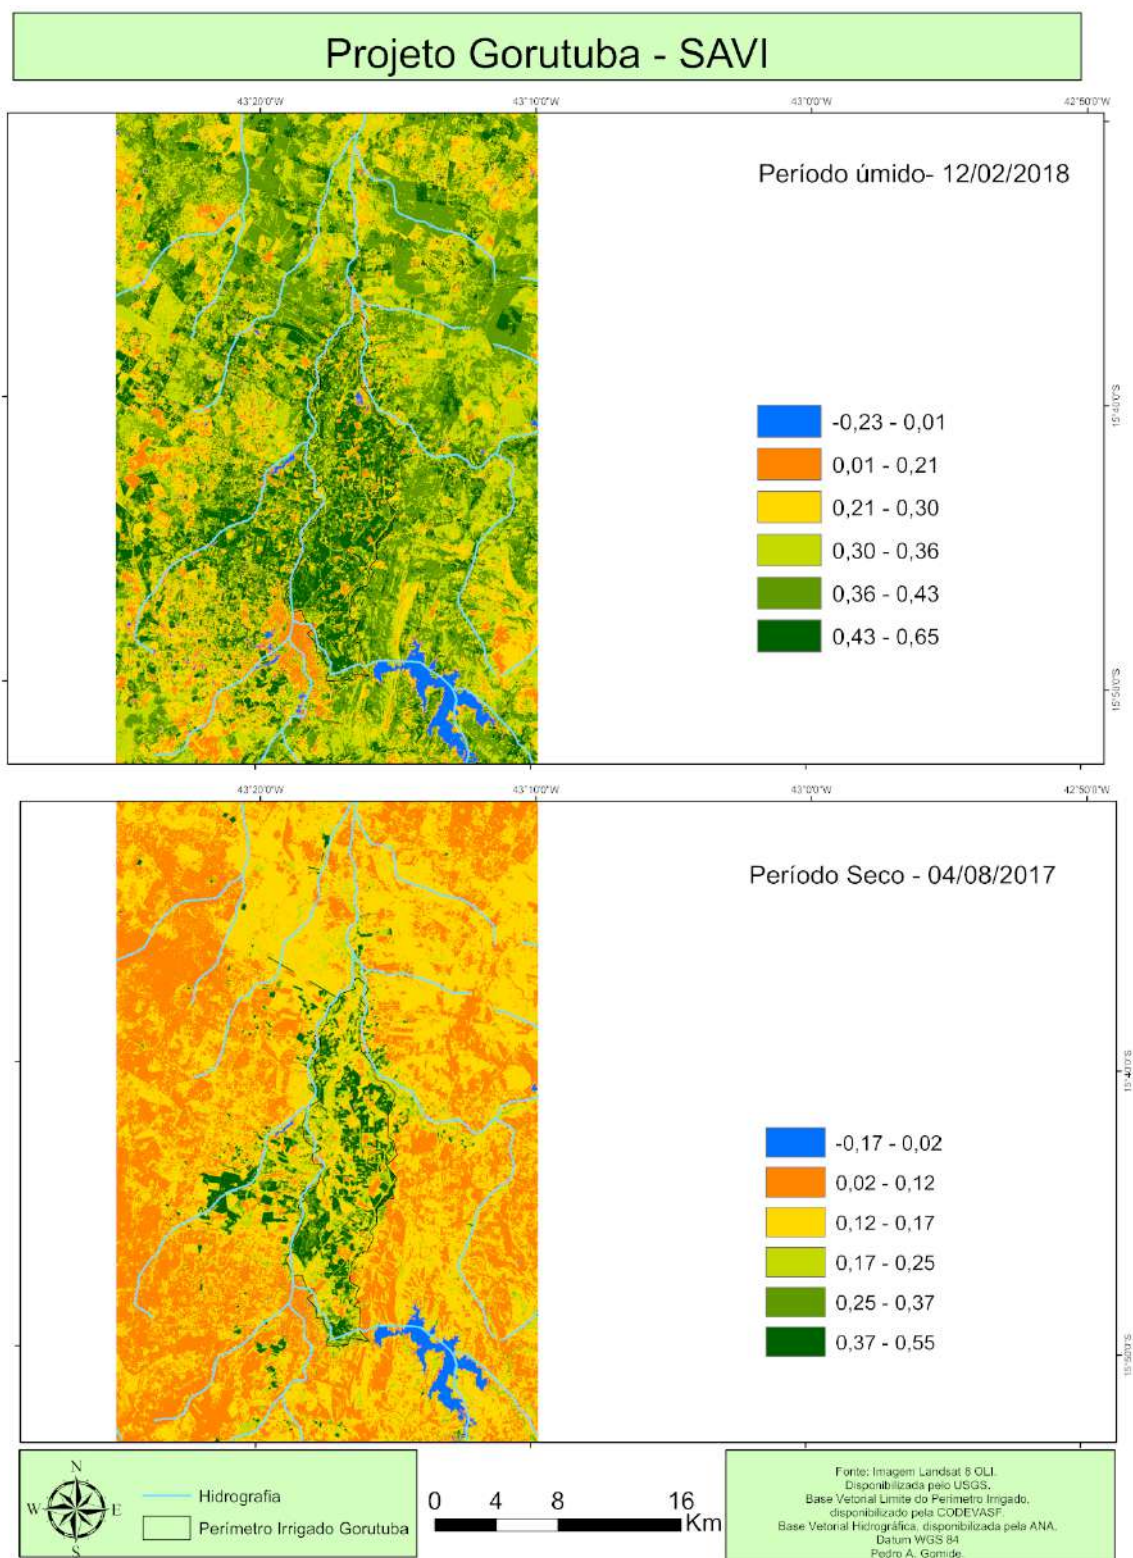 Projeto Gorutuba - SAVI
43°20'0"W
43°10'0"W
43°0'0"W
42°50'0"W
Período úmido- 12/02/2018
15°40'0"S
-0,23 - 0,01
0,01 - 0,21
0,21 - 0,30
0,30 - 0,36
0,36 - 0,43
0,43 - 0,65
15°50'0"S
43°20'0"W
43°10'0"W
43°0'0"W
42°50'0"W
Período Seco - 04/08/2017
15°40'0"S
-0,17 - 0,02
0,02 - 0,12
0,12 - 0,17
0,17 - 0,25
0,25 - 0,37
0,37 - 0,55
15°50'0"S
N
W
E
S
Hidrografia
Perímetro Irrigado Gorutuba
0 4 8 16
Km
Fonte: Imagem Landsat 8 OLI.
Disponibilizada pelo USGS.
Base Vetorial Limite do Perímetro Irrigado,
disponibilizado pela CODEVASF.
Base Vetorial Hidrográfica, disponibilizada pela ANA.
Datum WGS 84
Pedro A. Gomide.